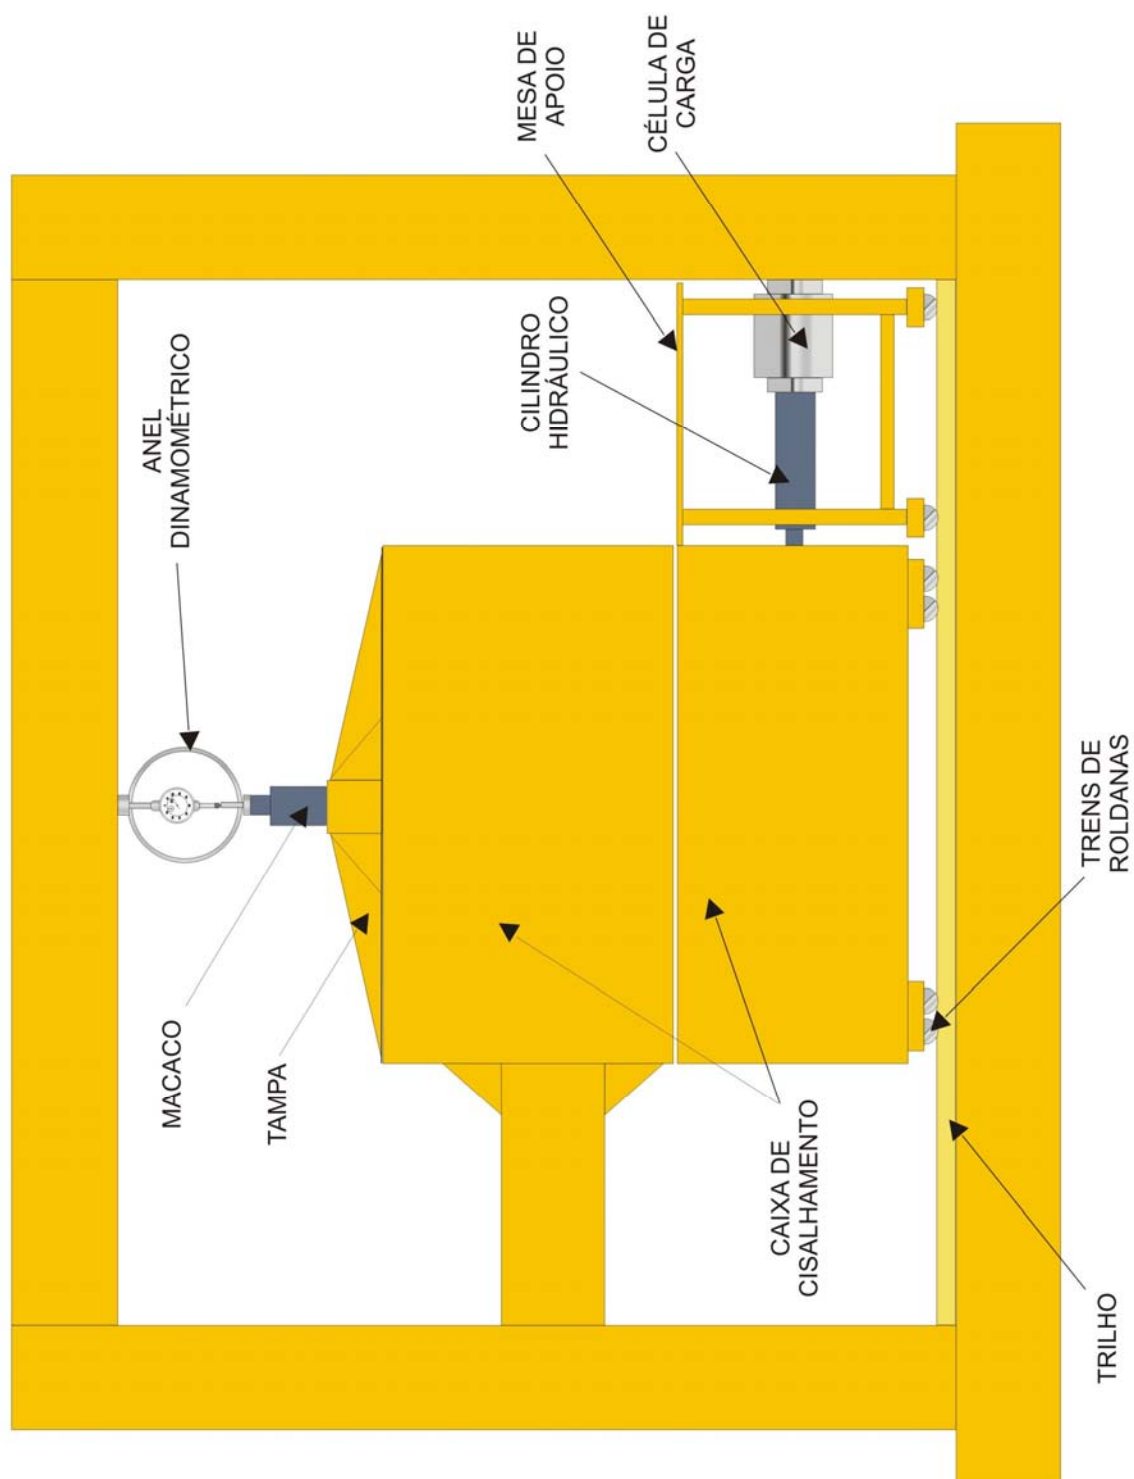 ANEL
DINAMOMÉTRICO
MACACO
TAMPA
MESA DE
APOIO
CÉLULA DE
CARGA
CILINDRO
HIDRÁULICO
CAIXA DE
CISALHAMENTO
TRENS DE
ROLDANAS
TRILHO